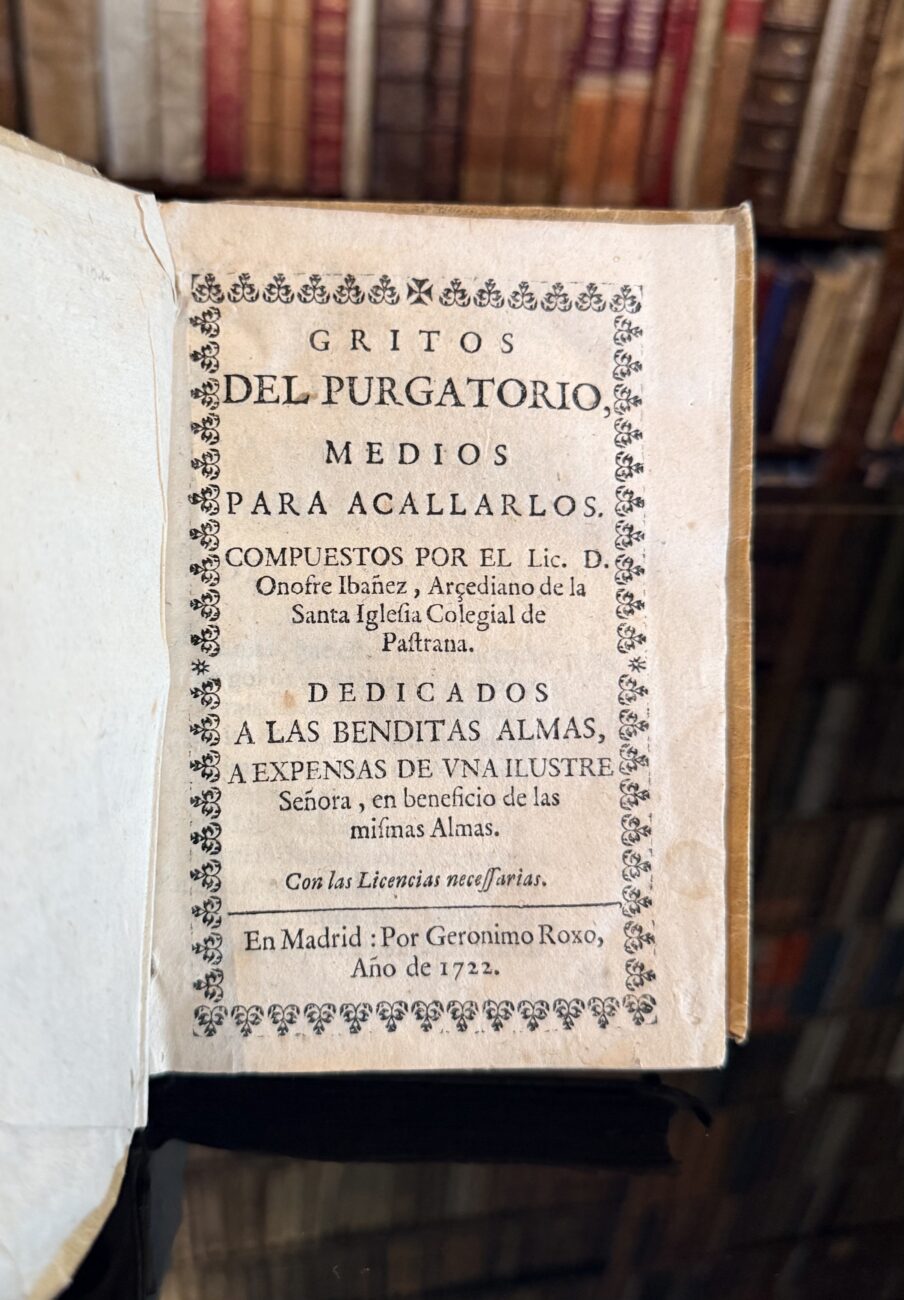 GRITOS
DEL PURGATORIO,
MEDIOS
PARA ACALLARLOS.
COMPUESTOS POR EL Lic. D.
Onofre Ibañez, Arçediano de la
Santa Igleſia Colegial de
Paſtrana.
DEDICADOS
A LAS BENDITAS ALMAS,
A EXPENSAS DE VNA ILUSTRE
Señora, en beneficio de las
miſmas Almas.
Con las Licencias neceſſarias.
En Madrid : Por Geronimo Roxo,
Año de 1722.